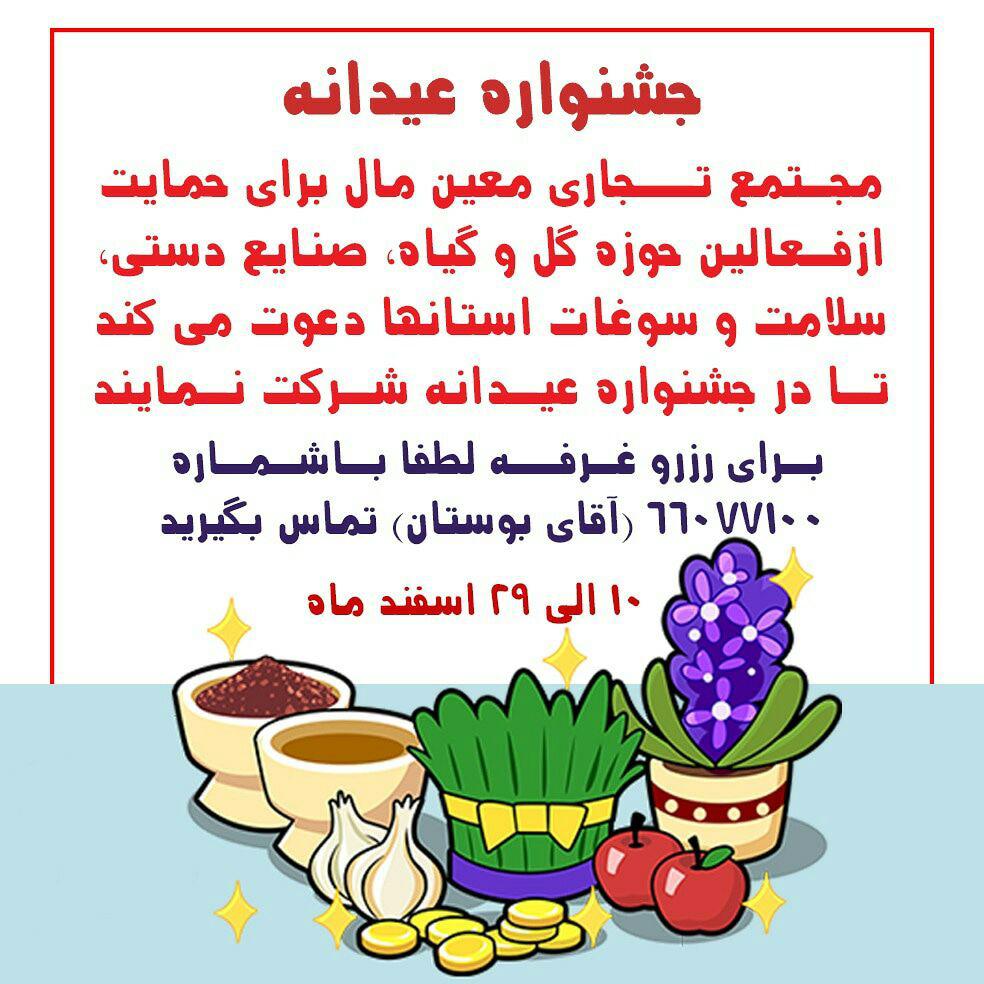 جشنواره عیدانه
مجتمع تجاری معین مال برای حمایت
ازفعالین حوزه گل و گیاه، صنایع دستی،
سلامت و سوغات استانها دعوت می کند
تا در جشنواره عیدانه شرکت نمایند
برای رزرو غرفه لطفا باشماره
۶۶۰۷۷۱۰۰ (آقای بوستان) تماس بگیرید
۱۰ الی ۲۹ اسفند ماه